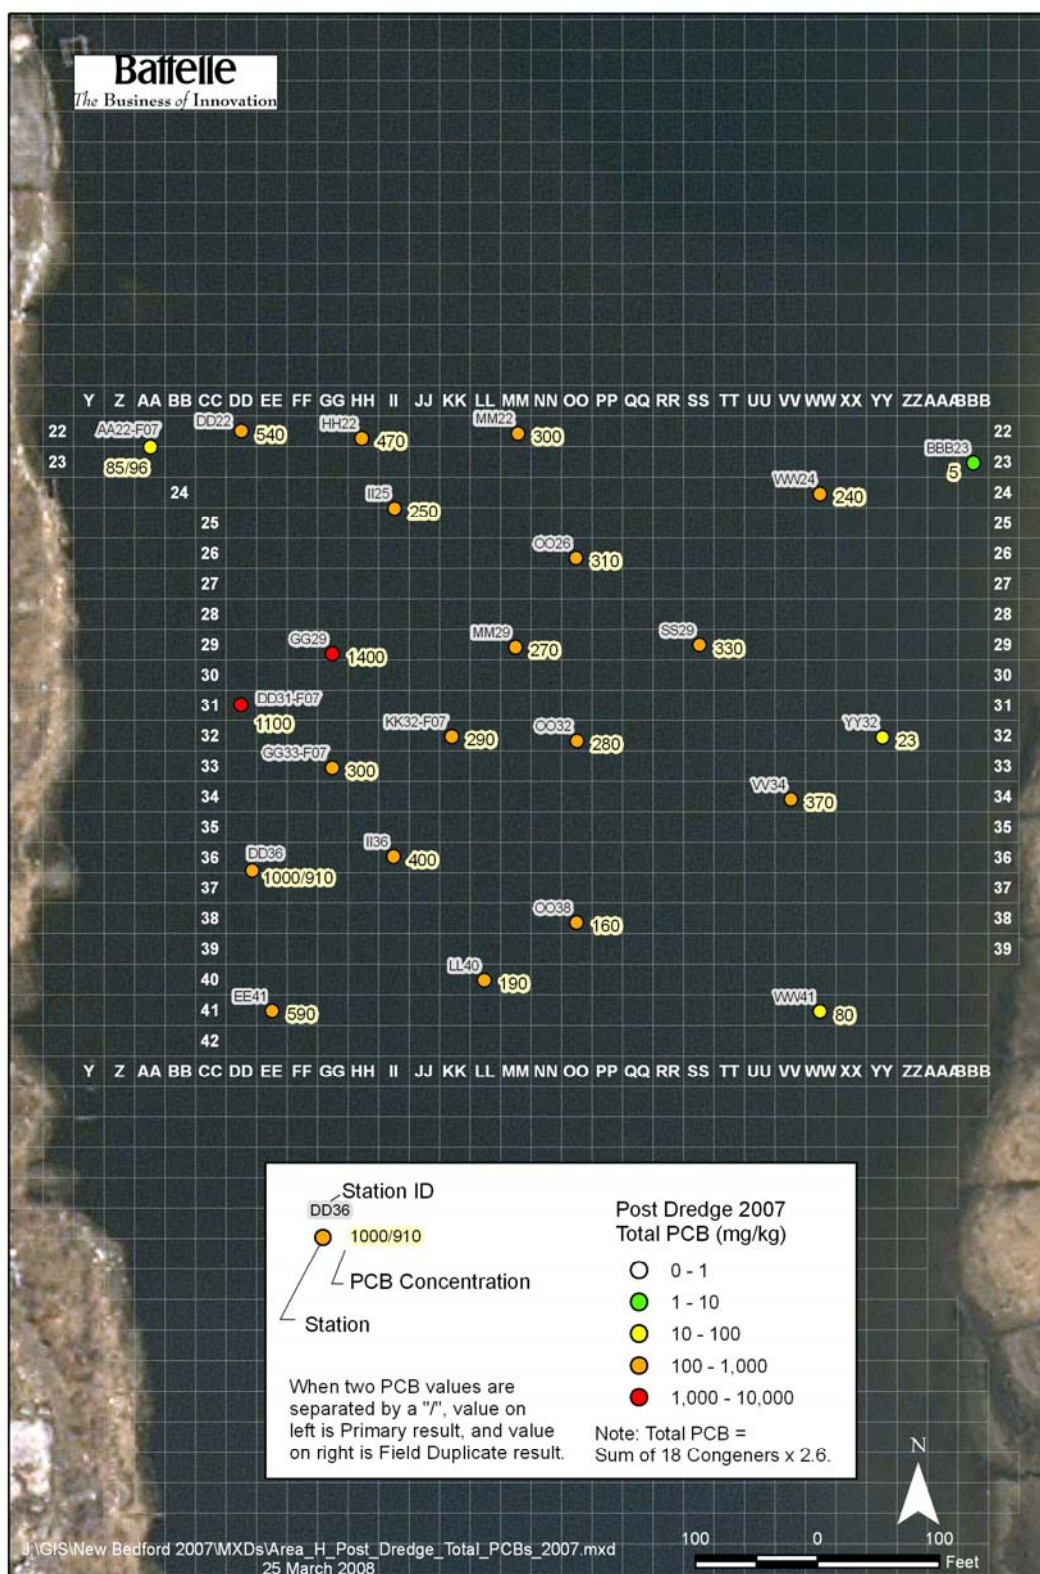 Battelle
The Business of Innovation
Y Z AA BB CC DD EE FF GG HH II JJ KK LL MM NN OO PP QQ RR SS TT UU VV WW XX YY ZZ AAA BBB
22 AA22-F07 DD22 540 HH22 470 MM22 300 22
23 85/96 BBB23 5 23
24 II25 250 WW24 240 24
25 25
26 OO26 310 26
27 27
28 28
29 GG29 1400 MM29 270 SS29 330 29
30 30
31 DD31-F07 1100 31
32 KK32-F07 290 OO32 280 YY32 23 32
33 GG33-F07 300 33
34 VV34 370 34
35 35
36 DD36 1000/910 II36 400 36
37 37
38 OO38 160 38
39 39
40 LL40 190
41 EE41 590 WW41 80
42
Y Z AA BB CC DD EE FF GG HH II JJ KK LL MM NN OO PP QQ RR SS TT UU VV WW XX YY ZZ AAA BBB
Station ID
DD36
1000/910
PCB Concentration
Station
When two PCB values are
separated by a "/", value on
left is Primary result, and value
on right is Field Duplicate result.
Post Dredge 2007
Total PCB (mg/kg)
0 - 1
1 - 10
10 - 100
100 - 1,000
1,000 - 10,000
Note: Total PCB =
Sum of 18 Congeners x 2.6.
N
100 0 100
Feet
J:\GIS\New Bedford 2007\MXDs\Area_H_Post_Dredge_Total_PCBs_2007.mxd
25 March 2008